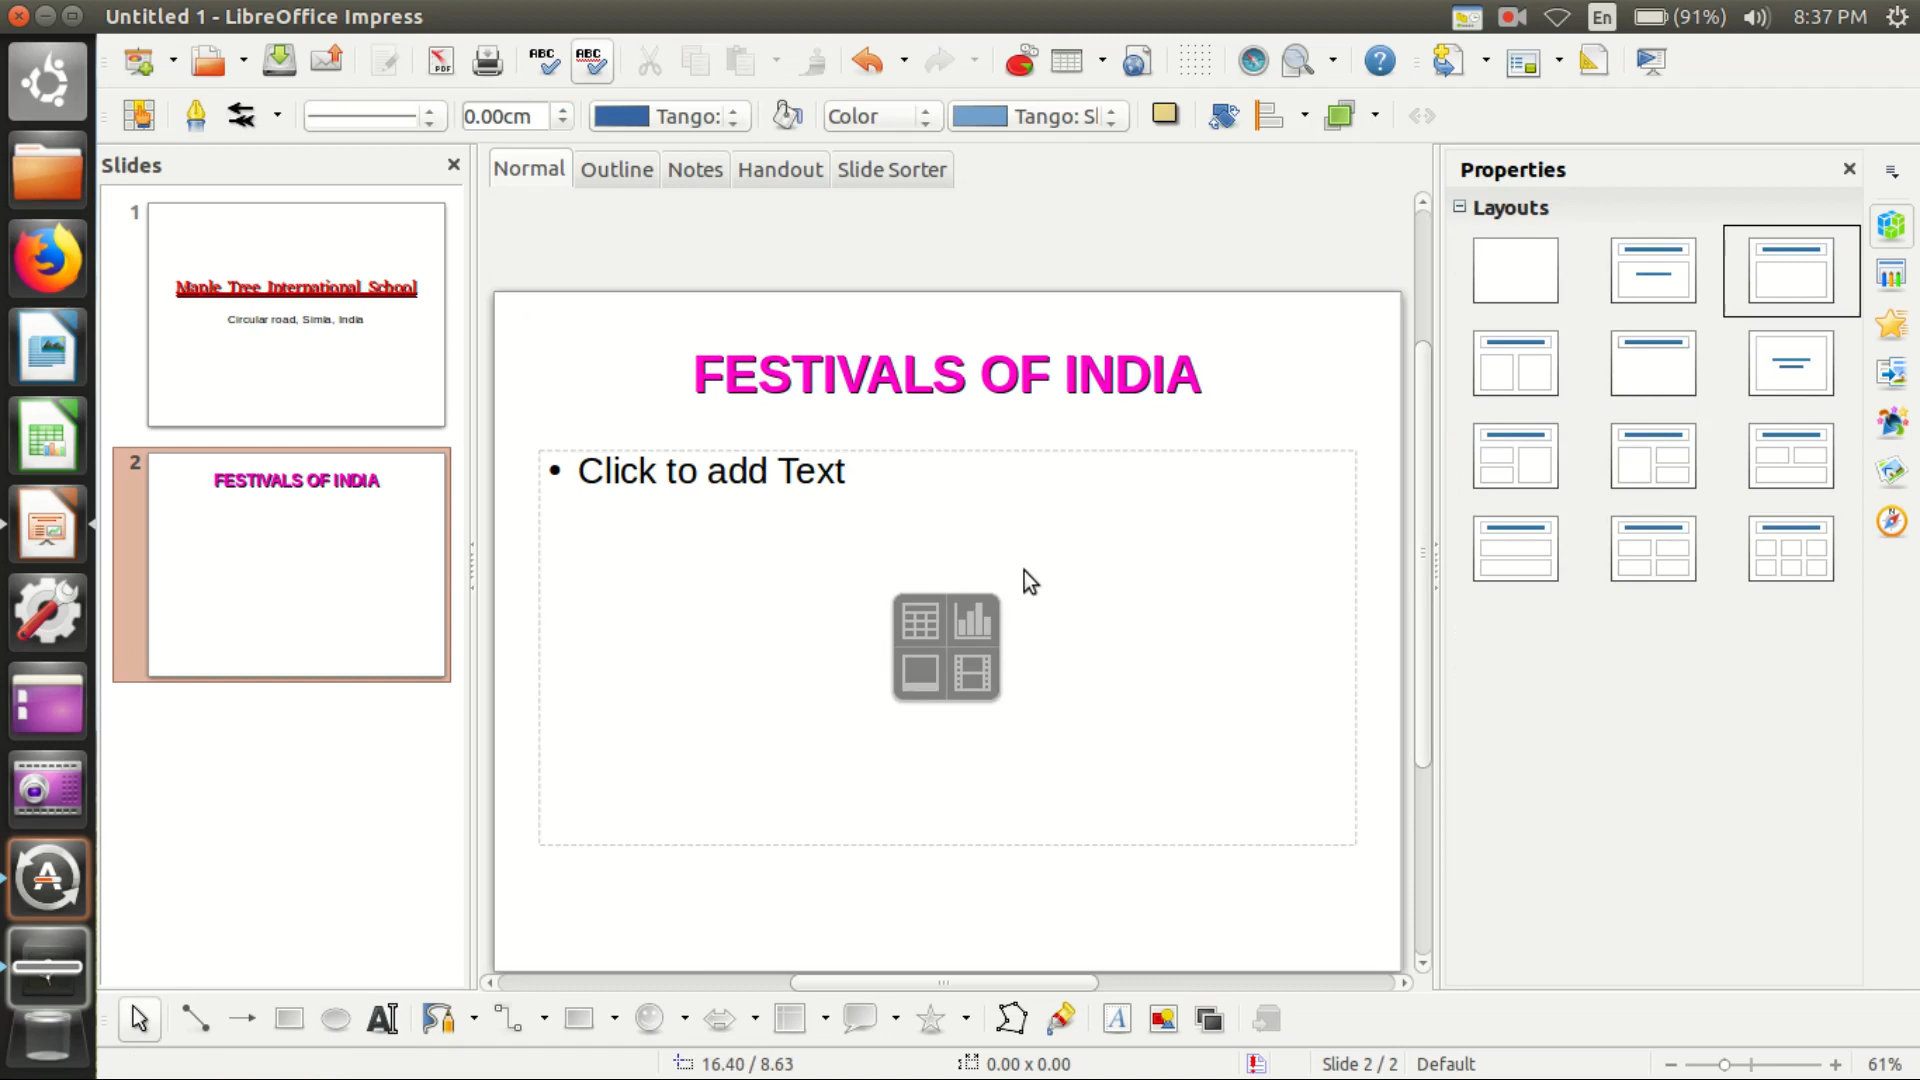 Untitled 1 - LibreOffice Impress
En
(91%)
8:37 PM
PDF
ABC
ABC
0.00cm
Tango:
Color
Tango: Sl
Slides
Normal
Outline
Notes
Handout
Slide Sorter
Properties
Layouts
1
Maple Tree International School
Circular road, Simla, India
2
FESTIVALS OF INDIA
FESTIVALS OF INDIA
• Click to add Text
16.40 / 8.63
0.00 x 0.00
Slide 2 / 2
Default
61%